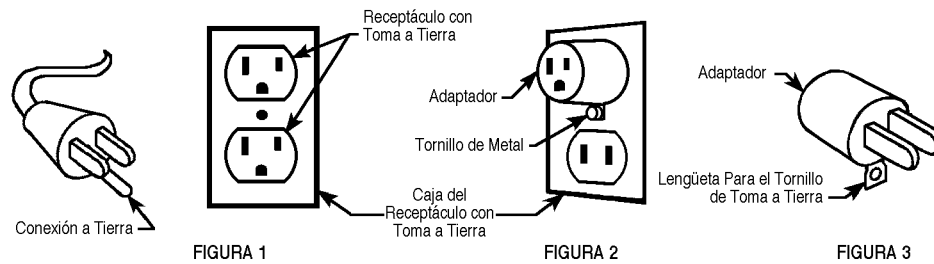 Receptáculo con
Toma a Tierra
Conexión a Tierra
FIGURA 1
Caja del
Receptáculo con
Toma a Tierra
Adaptador
Tornillo de Metal
FIGURA 2
Adaptador
Lengüeta Para el Tornillo
de Toma a Tierra
FIGURA 3